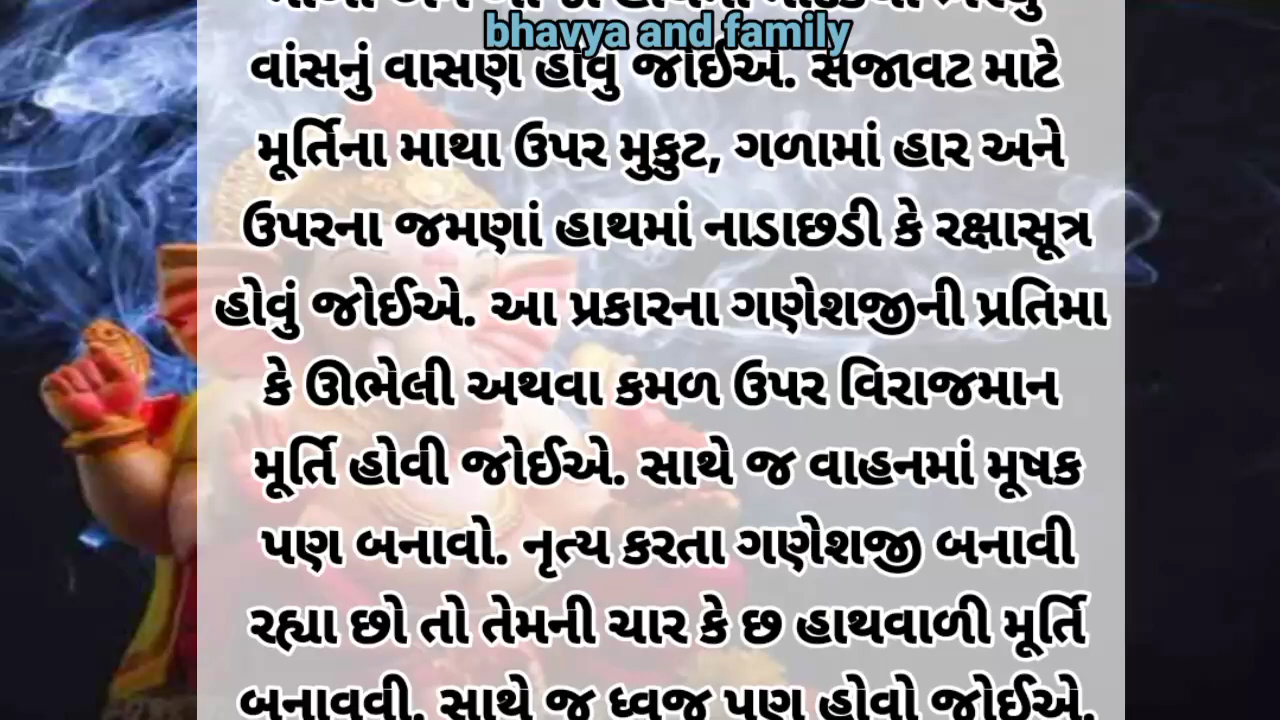 bhavya and family
વાંસનું વાસણ હોવું જોઈએ. સજાવટ માટે
મૂર્તિના માથા ઉપર મુકુટ, ગળામાં હાર અને
ઉપરના જમણાં હાથમાં નાડાછડી કે રક્ષાસૂત્ર
હોવું જોઈએ. આ પ્રકારના ગણેશજીની પ્રતિમા
કે ઊભેલી અથવા કમળ ઉપર વિરાજમાન
મૂર્તિ હોવી જોઈએ. સાથે જ વાહનમાં મૂષક
પણ બનાવો. નૃત્ય કરતા ગણેશજી બનાવી
રહ્યા છો તો તેમની ચાર કે છ હાથવાળી મૂર્તિ
બનાવવી. સાથે જ ધ્વજ પણ હોવો જોઈએ.